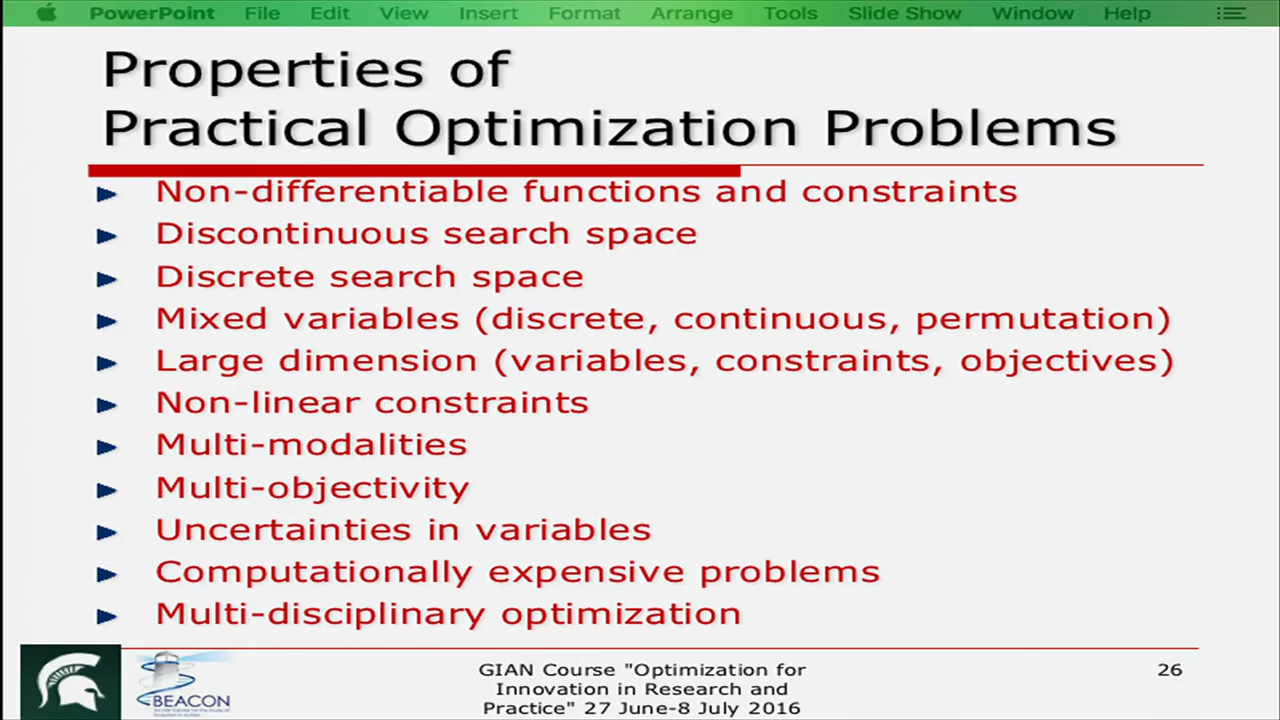 PowerPoint File Edit View Insert Format Arrange Tools Slide Show Window Help
Properties of
Practical Optimization Problems
Non-differentiable functions and constraints
Discontinuous search space
Discrete search space
Mixed variables (discrete, continuous, permutation)
Large dimension (variables, constraints, objectives)
Non-linear constraints
Multi-modalities
Multi-objectivity
Uncertainties in variables
Computationally expensive problems
Multi-disciplinary optimization
BEACON
GIAN Course "Optimization for
Innovation in Research and
Practice" 27 June-8 July 2016
26